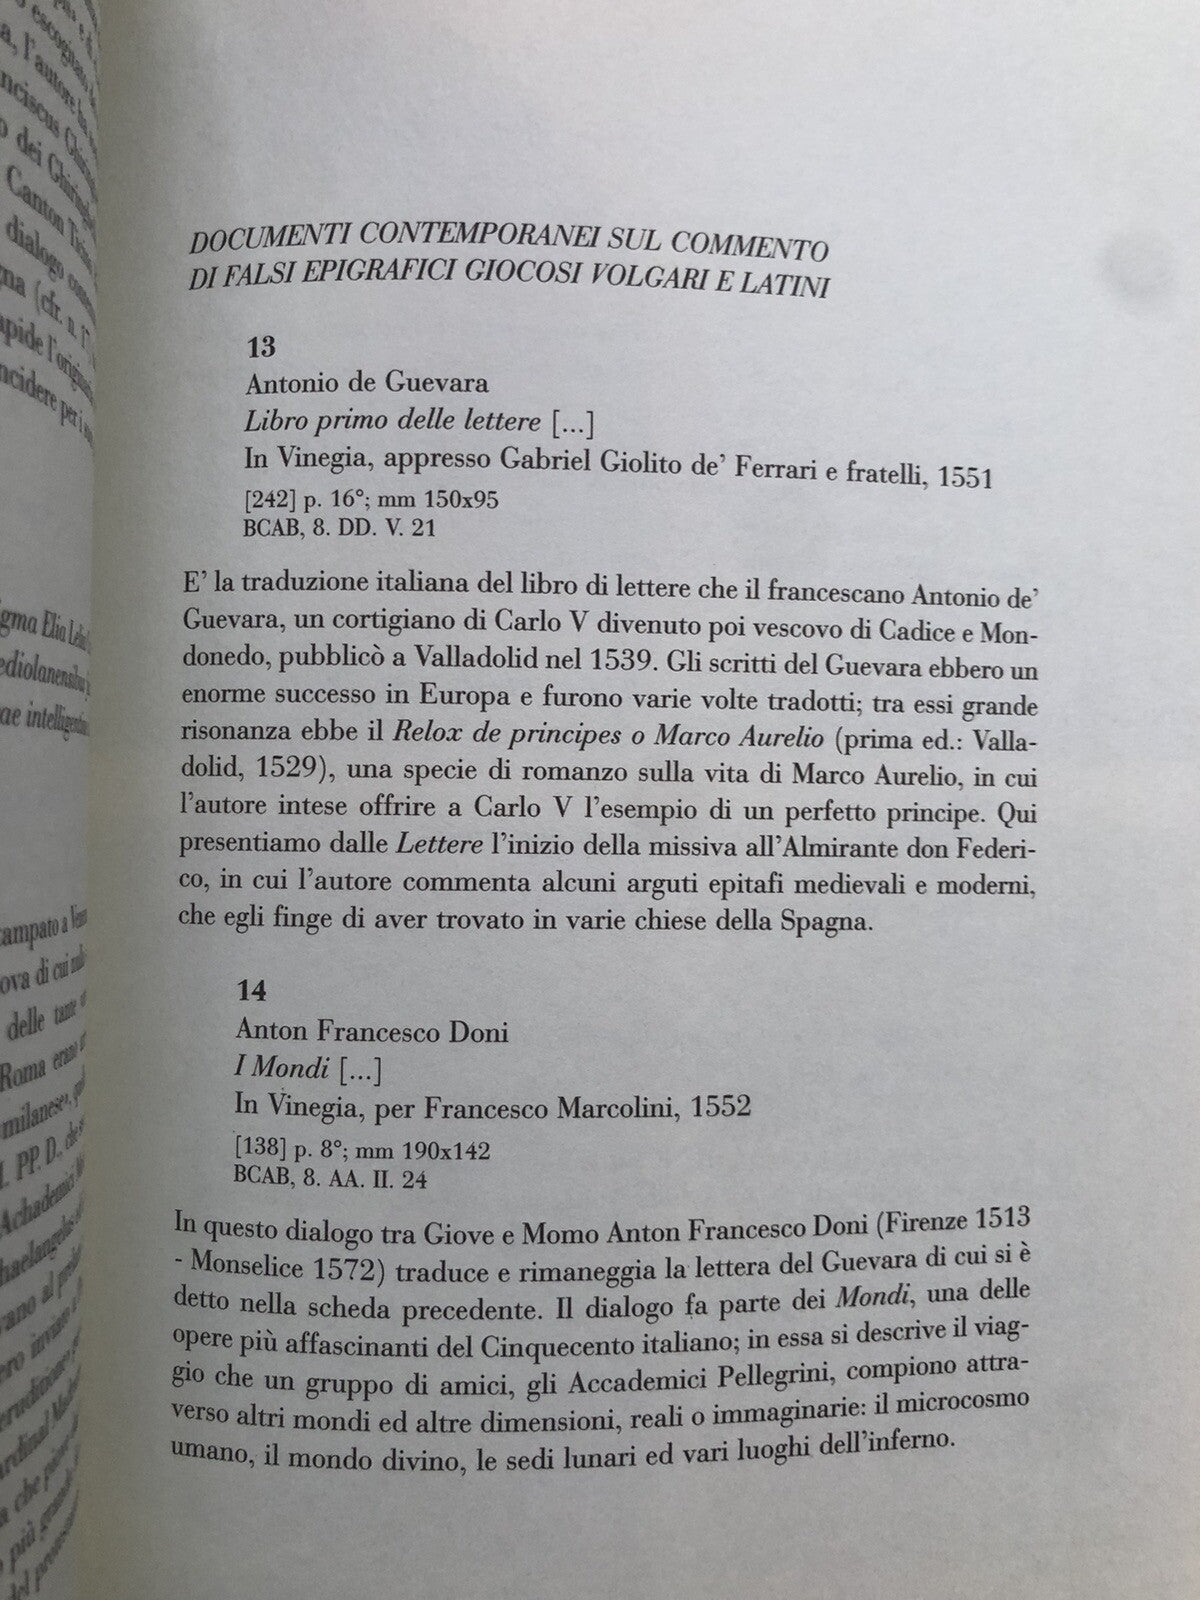 DOCUMENTI CONTEMPORANEI SUL COMMENTO
DI FALSI EPIGRAFICI GIOCOSI VOLGARI E LATINI
13
Antonio de Guevara
Libro primo delle lettere [...]
In Vinegia, appresso Gabriel Giolito de' Ferrari e fratelli, 1551
[242] p. 16°; mm 150x95
BCAB, 8. DD. V. 21
E' la traduzione italiana del libro di lettere che il francescano Antonio de'
Guevara, un cortigiano di Carlo V divenuto poi vescovo di Cadice e Mon-
donedo, pubblicò a Valladolid nel 1539. Gli scritti del Guevara ebbero un
enorme successo in Europa e furono varie volte tradotti; tra essi grande
risonanza ebbe il Relox de principes o Marco Aurelio (prima ed.: Valla-
dolid, 1529), una specie di romanzo sulla vita di Marco Aurelio, in cui
l'autore intese offrire a Carlo V l'esempio di un perfetto principe. Qui
presentiamo dalle Lettere l'inizio della missiva all'Almirante don Federi-
co, in cui l'autore commenta alcuni arguti epitafi medievali e moderni,
che egli finge di aver trovato in varie chiese della Spagna.
14
Anton Francesco Doni
I Mondi [...]
In Vinegia, per Francesco Marcolini, 1552
[138] p. 8°; mm 190x142
BCAB, 8. AA. II. 24
In questo dialogo tra Giove e Momo Anton Francesco Doni (Firenze 1513
- Monselice 1572) traduce e rimaneggia la lettera del Guevara di cui si è
detto nella scheda precedente. Il dialogo fa parte dei Mondi, una delle
opere più affascinanti del Cinquecento italiano; in essa si descrive il viag-
gio che un gruppo di amici, gli Accademici Pellegrini, compiono attra-
verso altri mondi ed altre dimensioni, reali o immaginarie: il microcosmo
umano, il mondo divino, le sedi lunari ed vari luoghi dell'inferno.